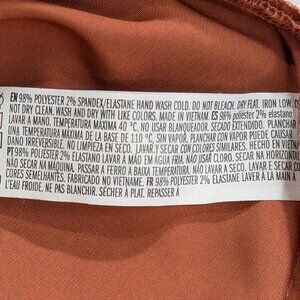 EN 98% POLYESTER 2% SPANDEX/ELASTANE HAND WASH COLD. DO NOT BLEACH. DRY FLAT. IRON LOW. DO
NOT DRY CLEAN. WASH AND DRY WITH LIKE COLORS. MADE IN VIETNAM. ES 98% poliéster 2% elastano
LAVAR A MANO. TEMPERATURA MAXIMA 40 °C. NO USAR BLANQUEADOR. SECADO EXTENDIDO. PLANCHAR
UNA TEMPERATURA MAXIMA DE LA BASE DE 110 °C, SIN VAPOR. PLANCHAR CON VAPOR PUEDE CAUSAR
DANO IRREVERSIBLE. NO LIMPIEZA EN SECO. LAVAR Y SECAR CON COLORES SIMILARES. HECHO EN VIETNAM
PT 98% POLIÉSTER 2% ELASTANO LAVAR A MÃO EM ÁGUA FRIA, NÃO USAR CLORO. SECAR NA HORIZONTAL
SECAR NA MAQUINA. PASSAR A FERRO A BAIXA TEMPERATURA. NÃO LAVAR A SECO. LAVAR E SECAR COM
CORES SEMELHANTES. FABRICADO NO VIETNAME. FR 98% POLYESTER 2% ELASTANE LAVER A LA MAIN À
L'EAU FROIDE. NE PAS BLANCHIR. SÉCHER À PLAT. REPASSER À